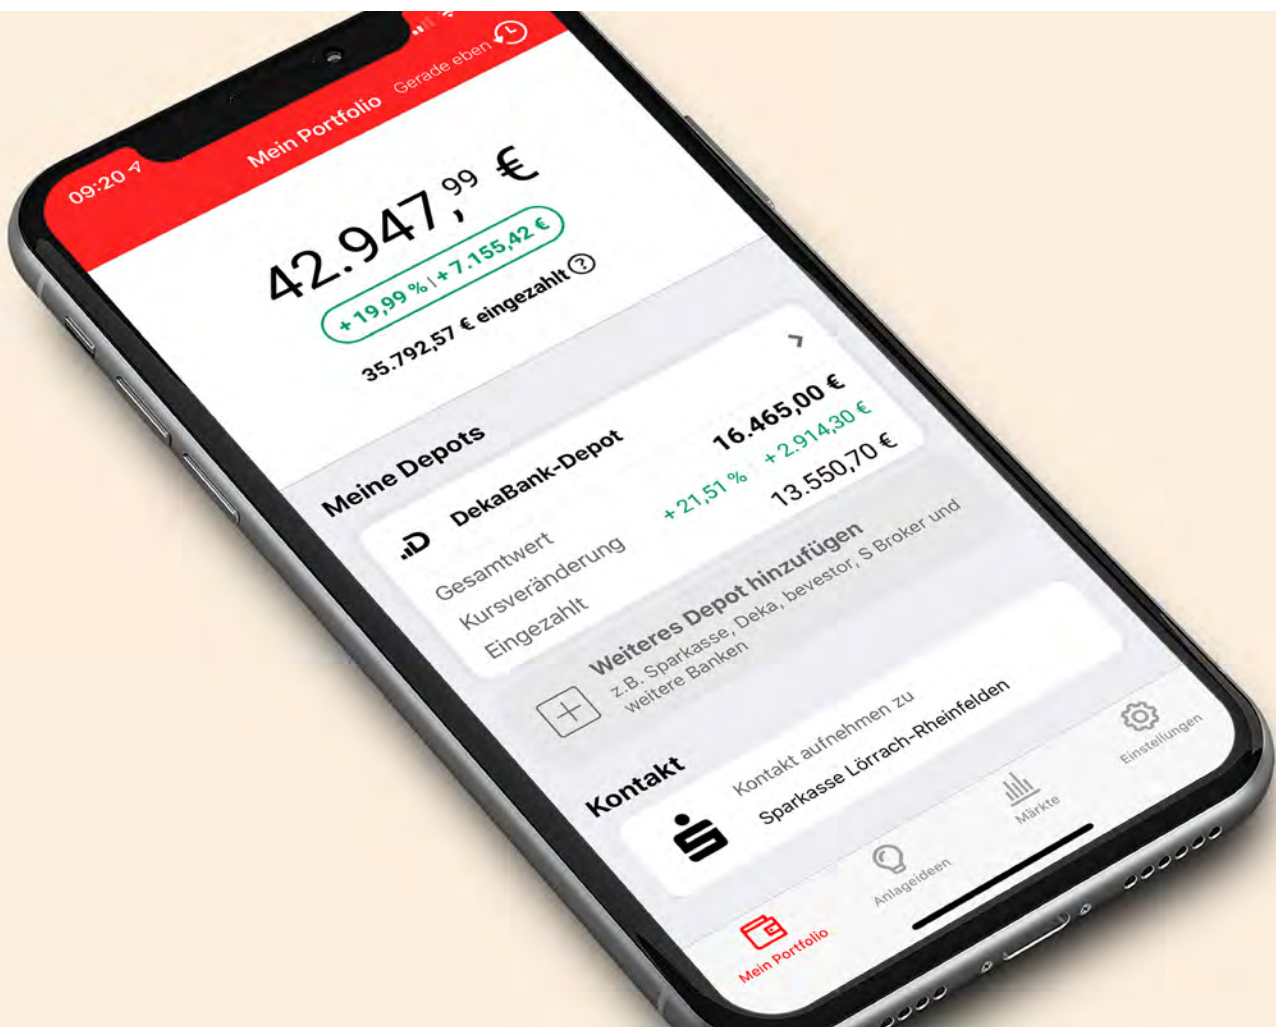 09:20
Mein Portfolio
Gerade eben
42.947,99 €
+ 19,99 % | + 7.155,42 €
35.792,57 € eingezahlt ?
Meine Depots
DekaBank-Depot
Gesamtwert 16.465,00 €
Kursveränderung + 21,51 % | + 2.914,30 €
Eingezahlt 13.550,70 €
Weiteres Depot hinzufügen
z.B. Sparkasse, Deka, bevestor, S Broker und
weitere Banken
Kontakt
Kontakt aufnehmen zu
Sparkasse Lörrach-Rheinfelden
Mein Portfolio
Anlageideen
Märkte
Einstellungen